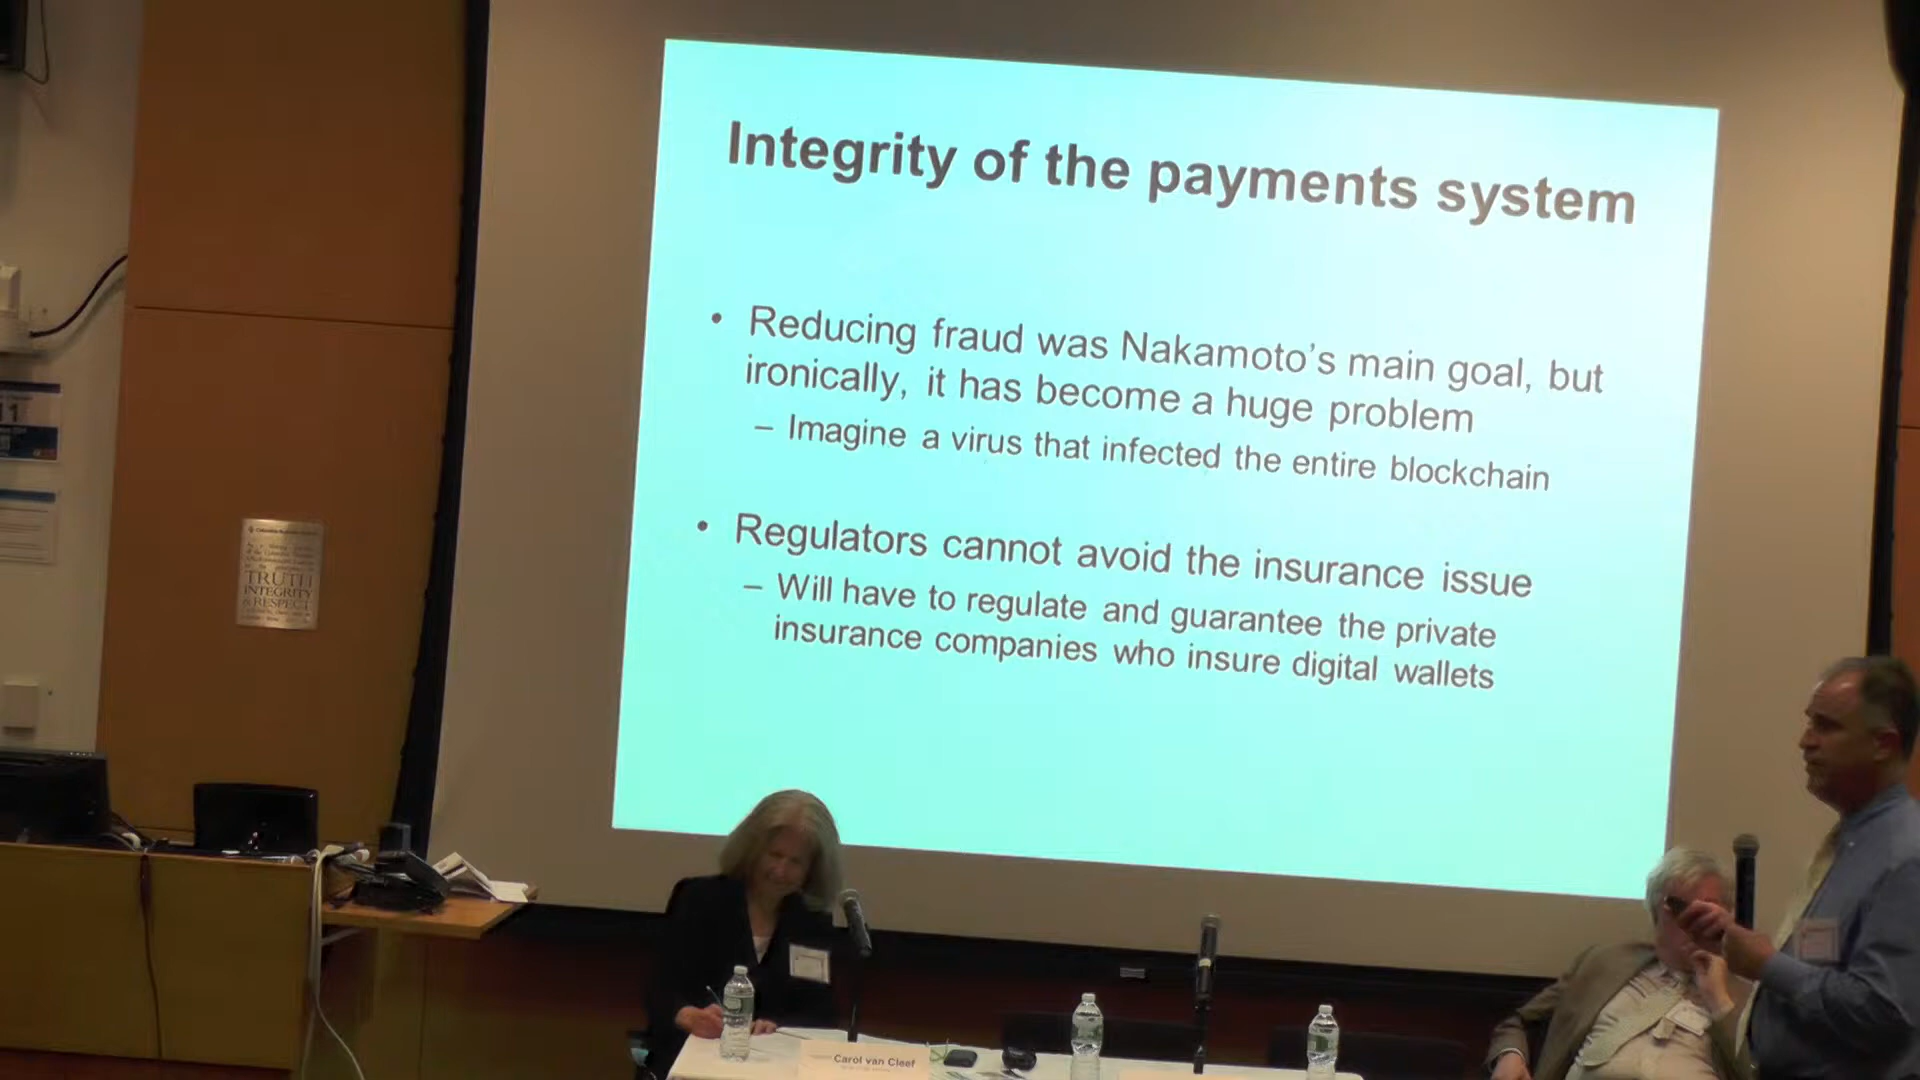 Integrity of the payments system
• Reducing fraud was Nakamoto's main goal, but
ironically, it has become a huge problem
– Imagine a virus that infected the entire blockchain
• Regulators cannot avoid the insurance issue
– Will have to regulate and guarantee the private
insurance companies who insure digital wallets
11
TRUTH
INTEGRITY
& RESPECT
Carol van Cleef